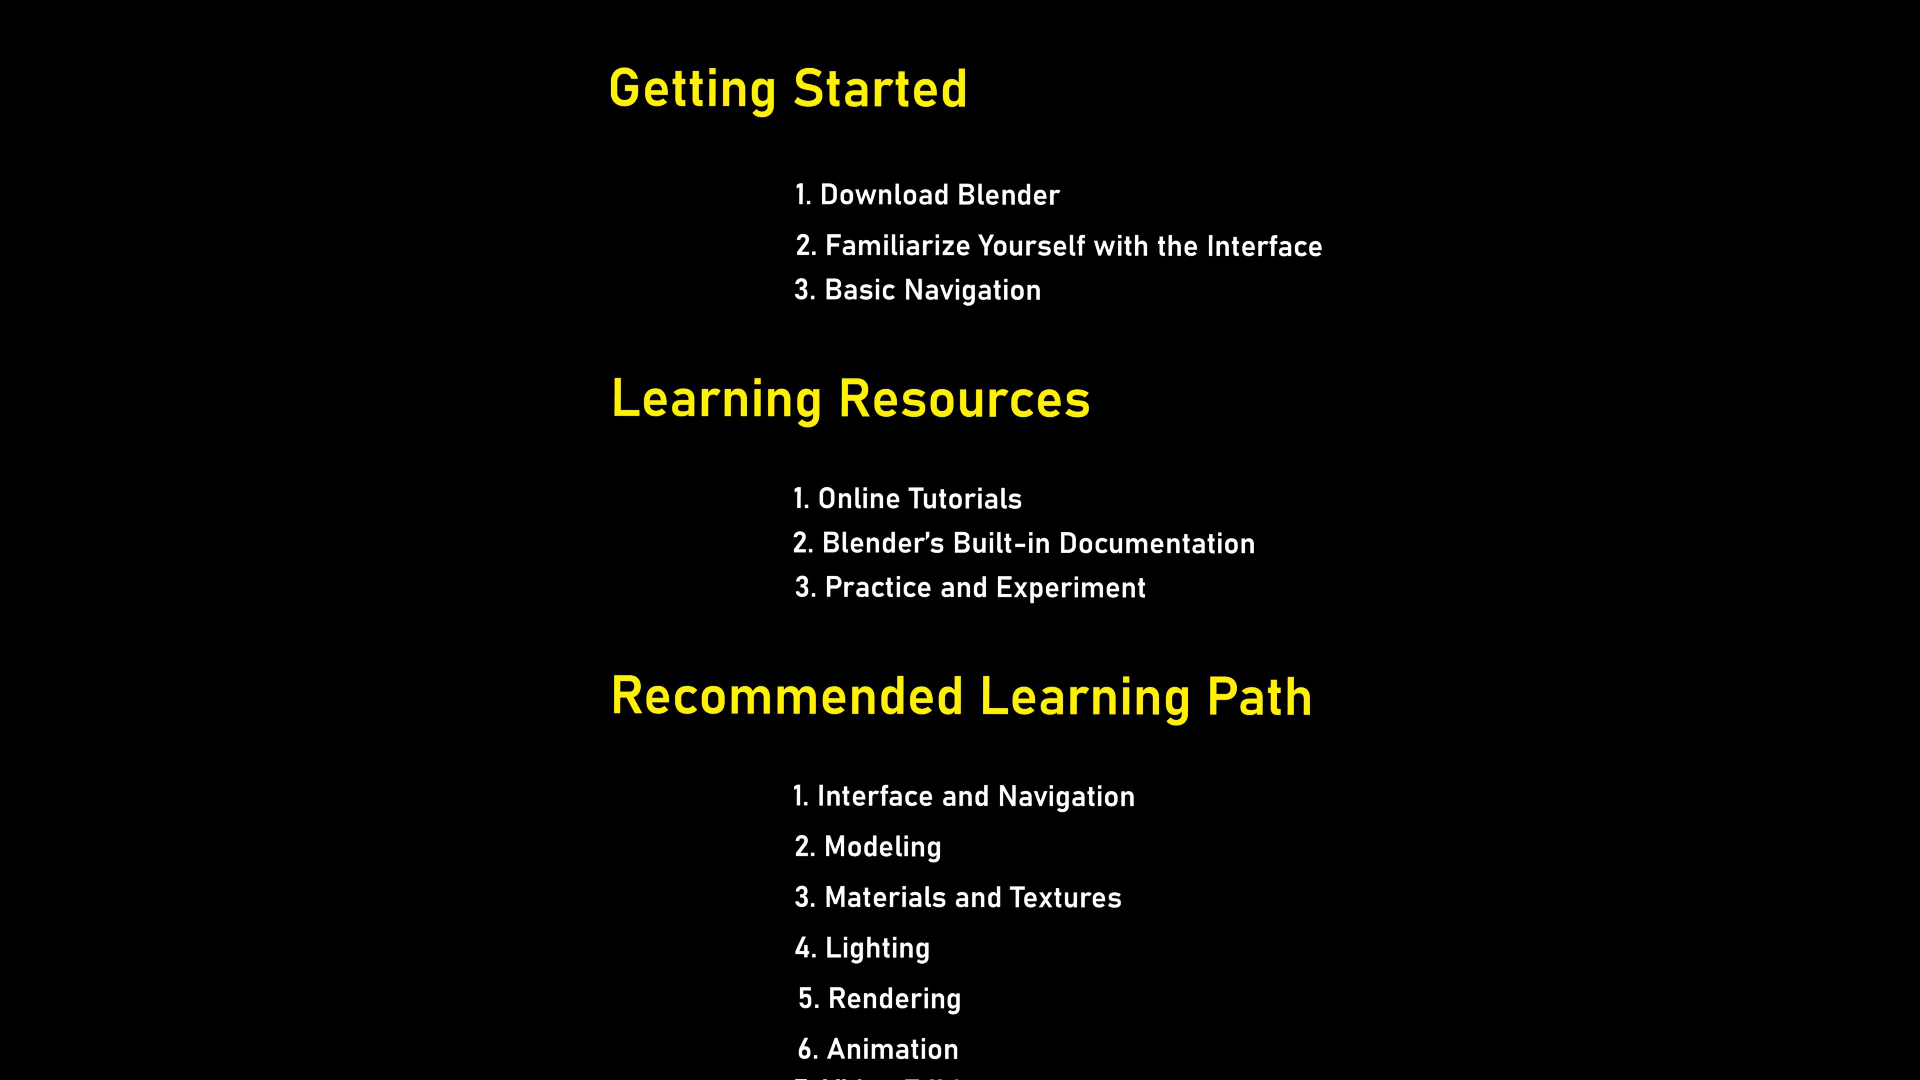 Getting Started
1. Download Blender
2. Familiarize Yourself with the Interface
3. Basic Navigation
Learning Resources
1. Online Tutorials
2. Blender’s Built-in Documentation
3. Practice and Experiment
Recommended Learning Path
1. Interface and Navigation
2. Modeling
3. Materials and Textures
4. Lighting
5. Rendering
6. Animation